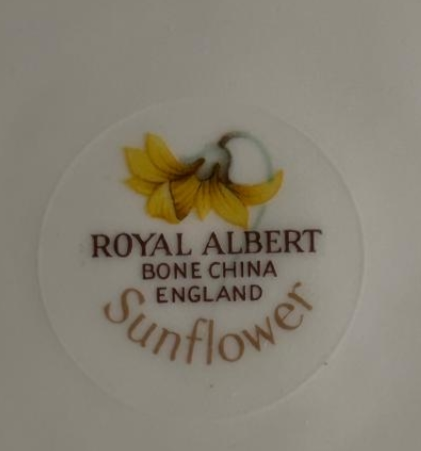 ROYAL ALBERT
BONE CHINA
ENGLAND
Sunflower